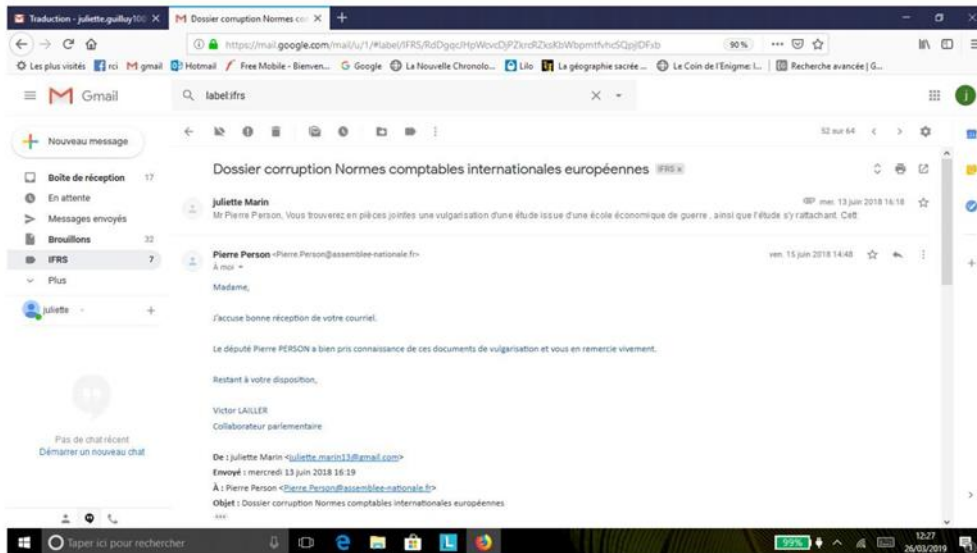 Traduction - juliette.guilluy10
Dossier corruption Normes co
https://mail.google.com/mail/u/1/#label/IFRS/
90 %
Les plus visités rci gmail Hotmail Free Mobile - Bienven... Google La Nouvelle Chronolo... Lilo La géographie sacrée ... Le Coin de l'Enigme: l... Recherche avancée | G...
Gmail
label:ifrs
Nouveau message
52 sur 64
Boîte de réception 17
En attente
Messages envoyés
Brouillons 32
IFRS 7
Plus
juliette
Pas de chat récent
Démarrer un nouveau chat
Dossier corruption Normes comptables internationales européennes IFRS x
juliette Marin
mer. 13 juin 2018 16:18
Mr Pierre Person, Vous trouverez en pièces jointes une vulgarisation d'une étude issue d'une école économique de guerre , ainsi que l'étude s'y rattachant. Cett
Pierre Person <Pierre.Person@assemblee-nationale.fr>
ven. 15 juin 2018 14:48
À moi
Madame,
J'accuse bonne réception de votre courriel.
Le député Pierre PERSON a bien pris connaissance de ces documents de vulgarisation et vous en remercie vivement.
Restant à votre disposition,
Victor LAILLER
Collaborateur parlementaire
De : juliette Marin <juliette.marin13@gmail.com>
Envoyé : mercredi 13 juin 2018 16:19
À : Pierre Person <Pierre.Person@assemblee-nationale.fr>
Objet : Dossier corruption Normes comptables internationales européennes
Taper ici pour rechercher
99%
12:27
26/03/2019